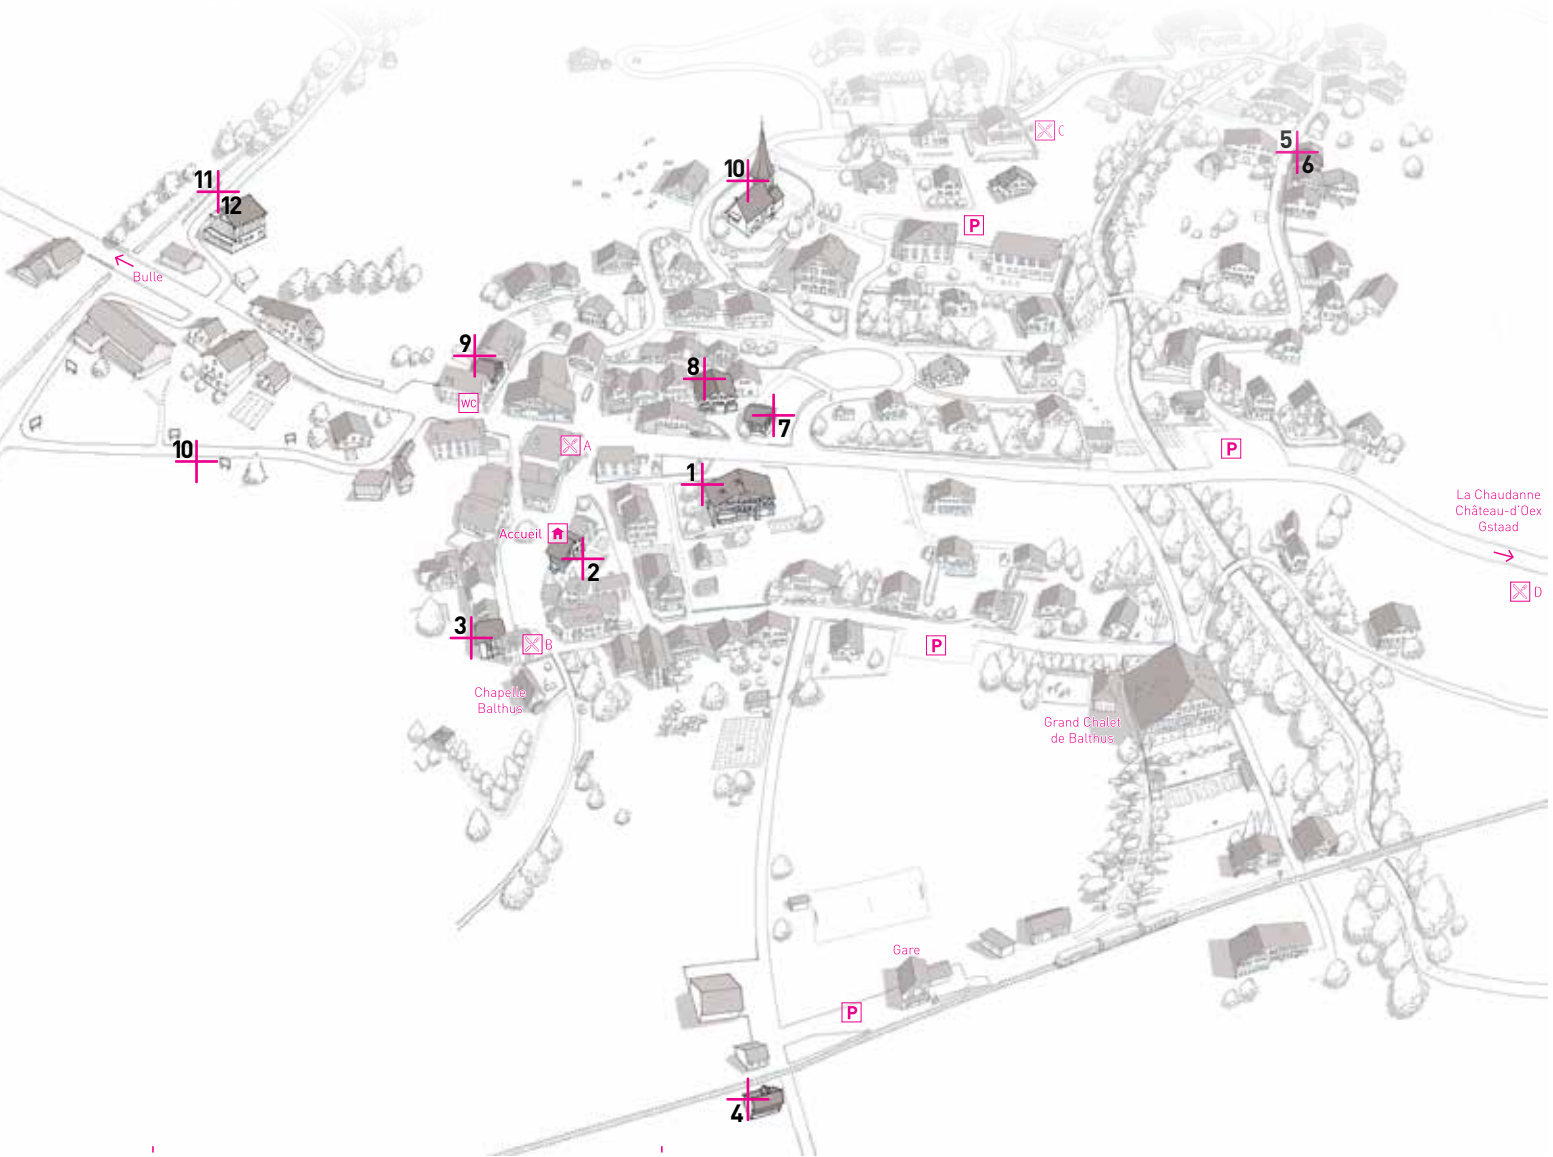 C
5
6
10
11
12
P
Bulle
9
8
WC
7
A
10
P
1
La Chaudanne
Château-d'Oex
Gstaad
Accueil
2
D
3
B
P
Chapelle
Balthus
Grand Chalet
de Balthus
Gare
P
4